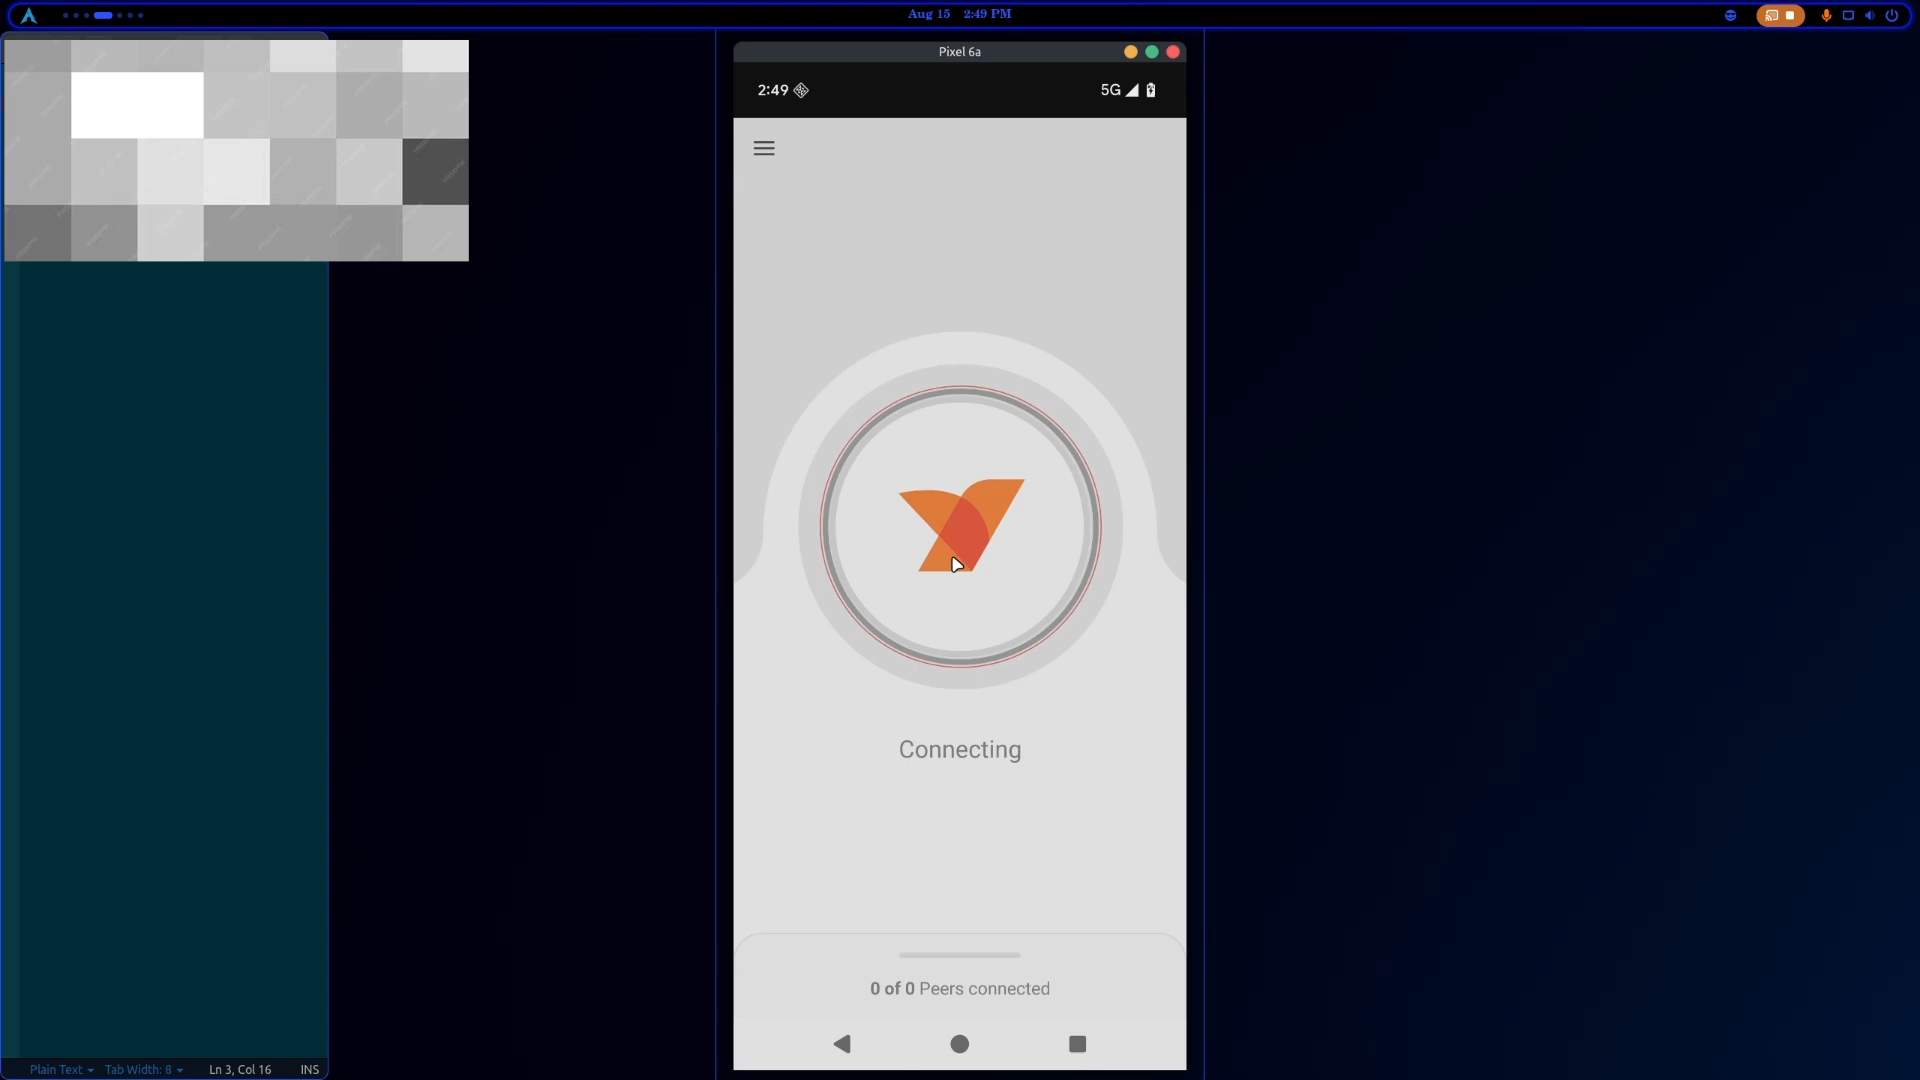 Aug 15 2:49 PM
Pixel 6a
2:49
5G
Connecting
0 of 0 Peers connected
Plain Text Tab Width: 8 Ln 3, Col 16 INS